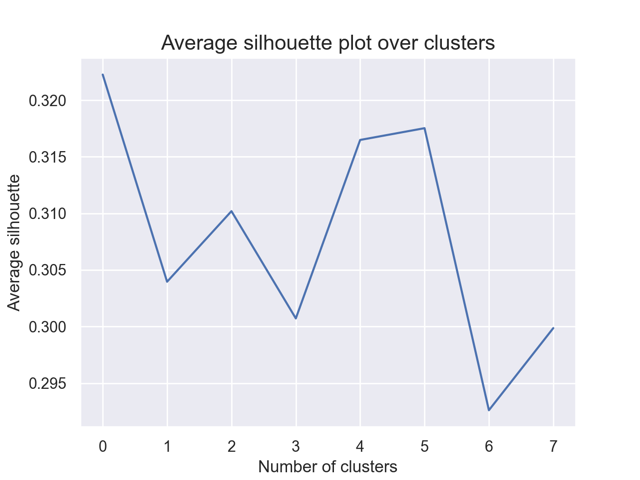 Average silhouette plot over clusters
Average silhouette
0.320
0.315
0.310
0.305
0.300
0.295
0 1 2 3 4 5 6 7
Number of clusters